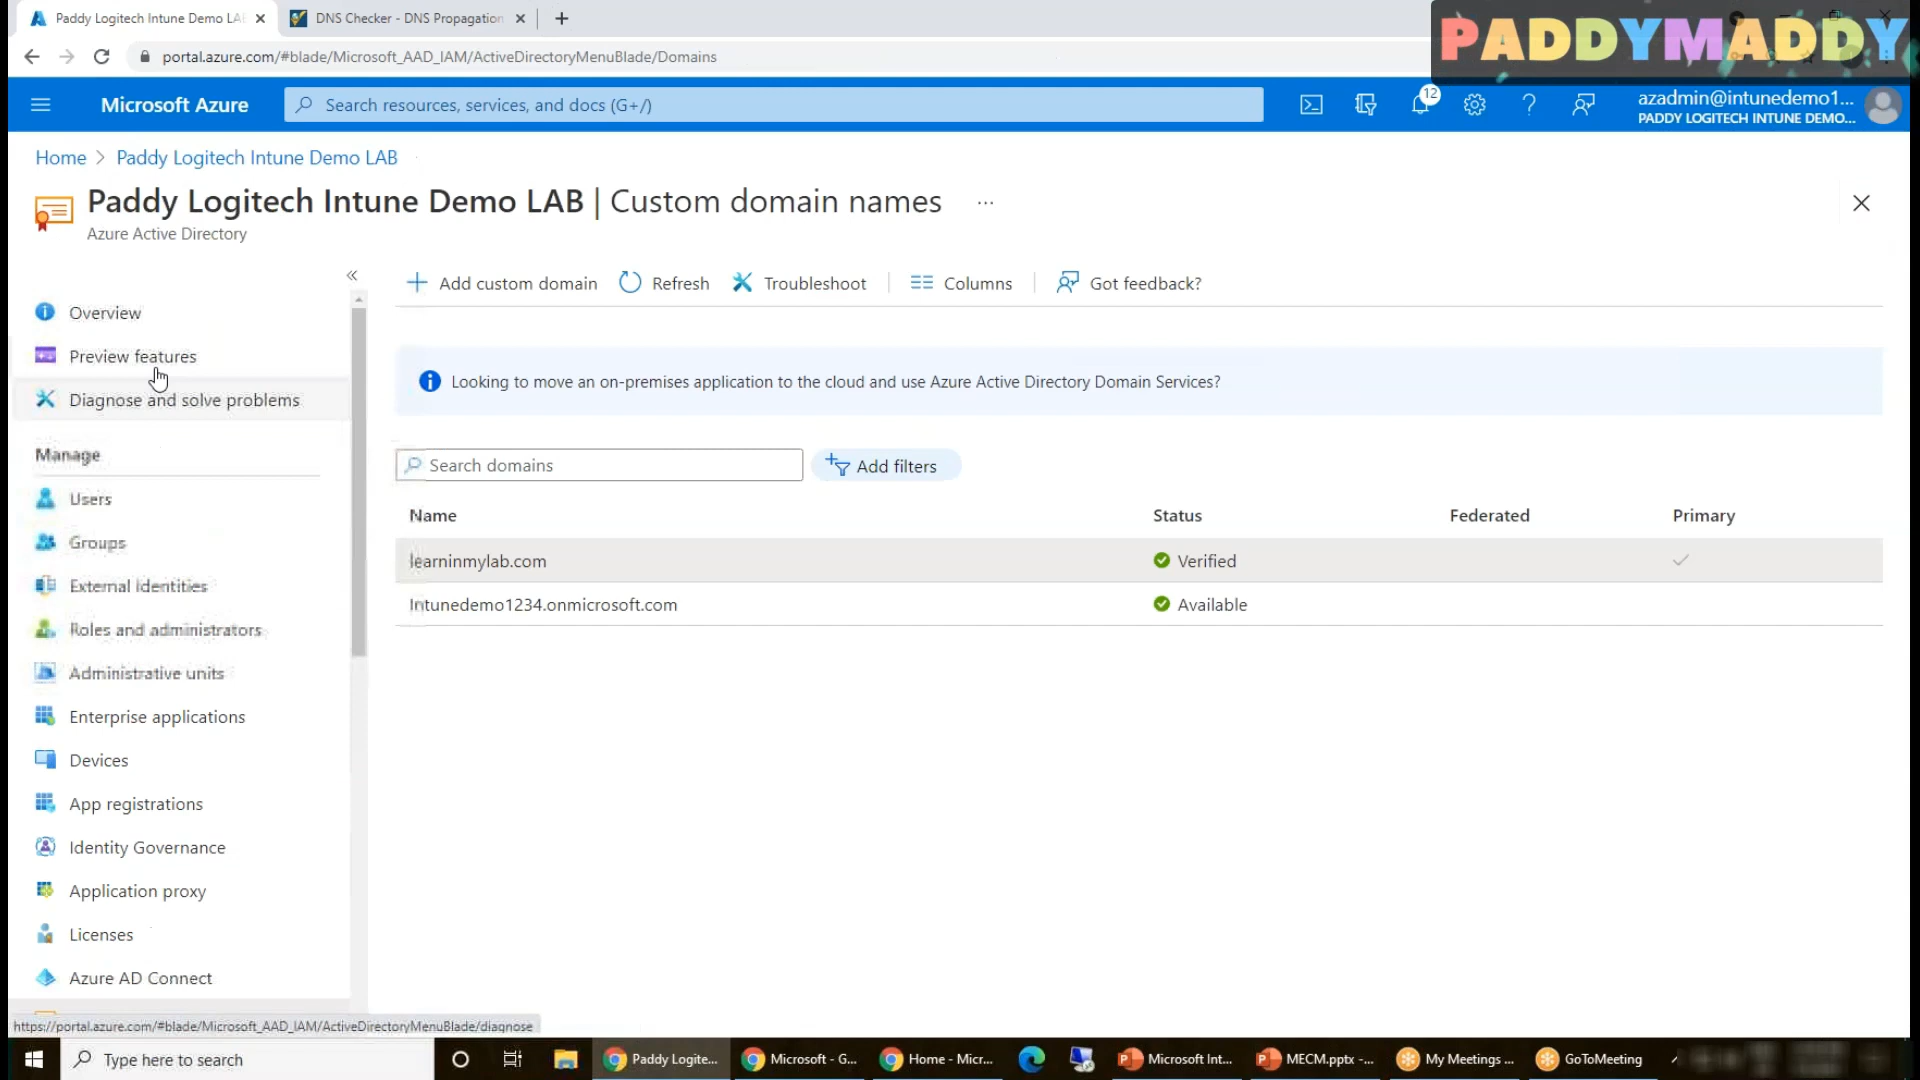 Paddy Logitech Intune Demo LA
DNS Checker - DNS Propagation
PADDYMADDY
portal.azure.com/#blade/Microsoft_AAD_IAM/ActiveDirectoryMenuBlade/Domains
Microsoft Azure
Search resources, services, and docs (G+/)
12
azadmin@intunedemo1...
PADDY LOGITECH INTUNE DEMO...
Home > Paddy Logitech Intune Demo LAB
Paddy Logitech Intune Demo LAB | Custom domain names ...
Azure Active Directory
«
Add custom domain
Refresh
Troubleshoot
Columns
Got feedback?
Overview
Preview features
Diagnose and solve problems
Manage
Users
Groups
External Identities
Roles and administrators
Administrative units
Enterprise applications
Devices
App registrations
Identity Governance
Application proxy
Licenses
Azure AD Connect
Looking to move an on-premises application to the cloud and use Azure Active Directory Domain Services?
Search domains
Add filters
Name Status Federated Primary
learninmylab.com Verified
Intunedemo1234.onmicrosoft.com Available
https://portal.azure.com/#blade/Microsoft_AAD_IAM/ActiveDirectoryMenuBlade/diagnose
Type here to search
Paddy Logite...
Microsoft - G...
Home - Micr...
Microsoft Int...
MECM.pptx -...
My Meetings ...
GoToMeeting